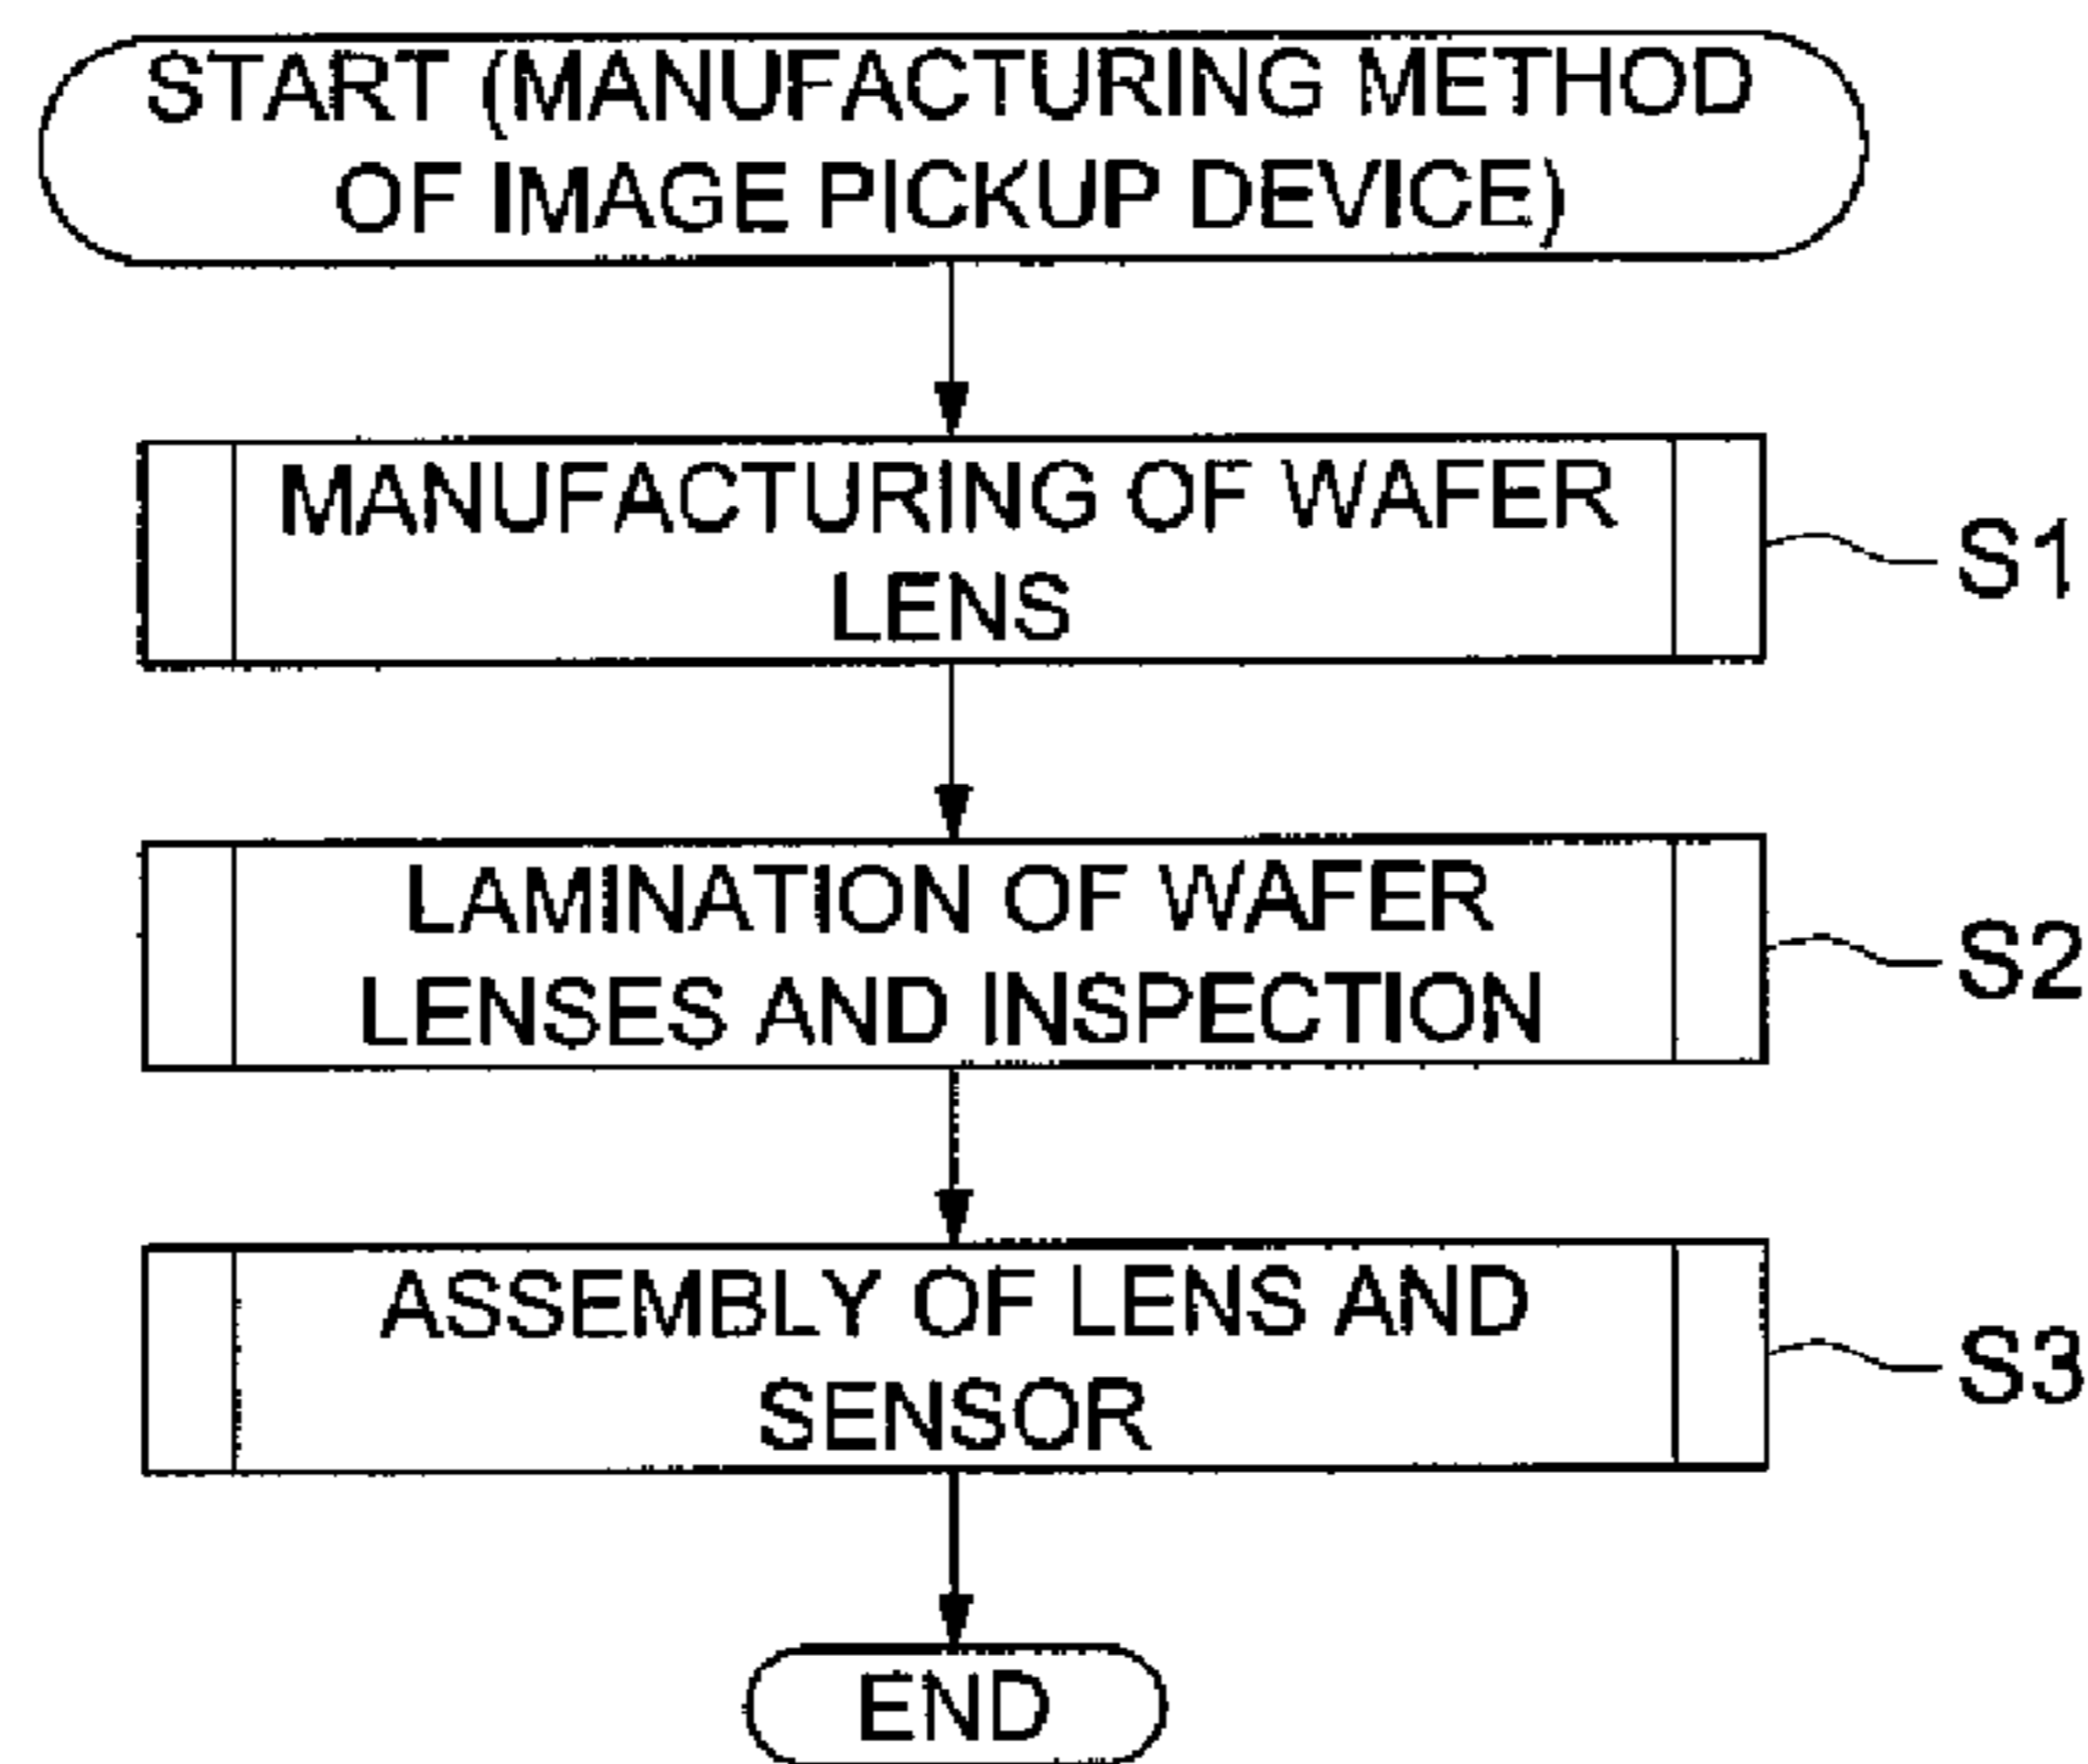 START (MANUFACTURING METHOD
OF IMAGE PICKUP DEVICE)
MANUFACTURING OF WAFER
LENS
S1
LAMINATION OF WAFER
LENSES AND INSPECTION
S2
ASSEMBLY OF LENS AND
SENSOR
S3
END